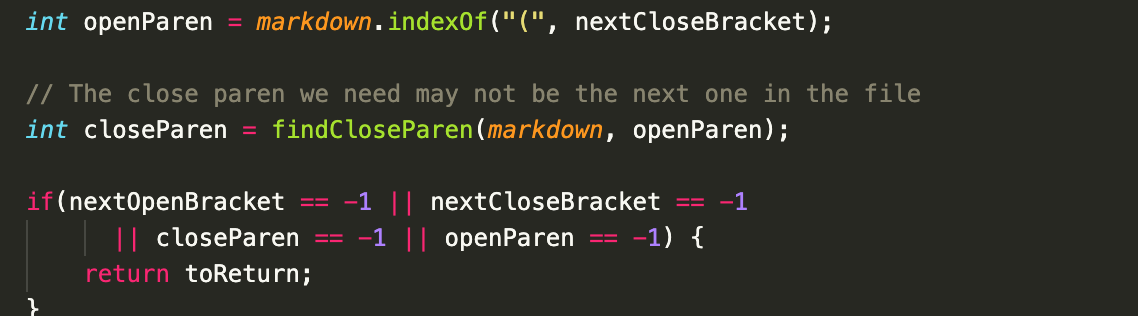 int openParen = markdown.indexOf("(", nextCloseBracket);
// The close paren we need may not be the next one in the file
int closeParen = findCloseParen(markdown, openParen);
if(nextOpenBracket == -1 || nextCloseBracket == -1
|| closeParen == -1 || openParen == -1) {
return toReturn;
}